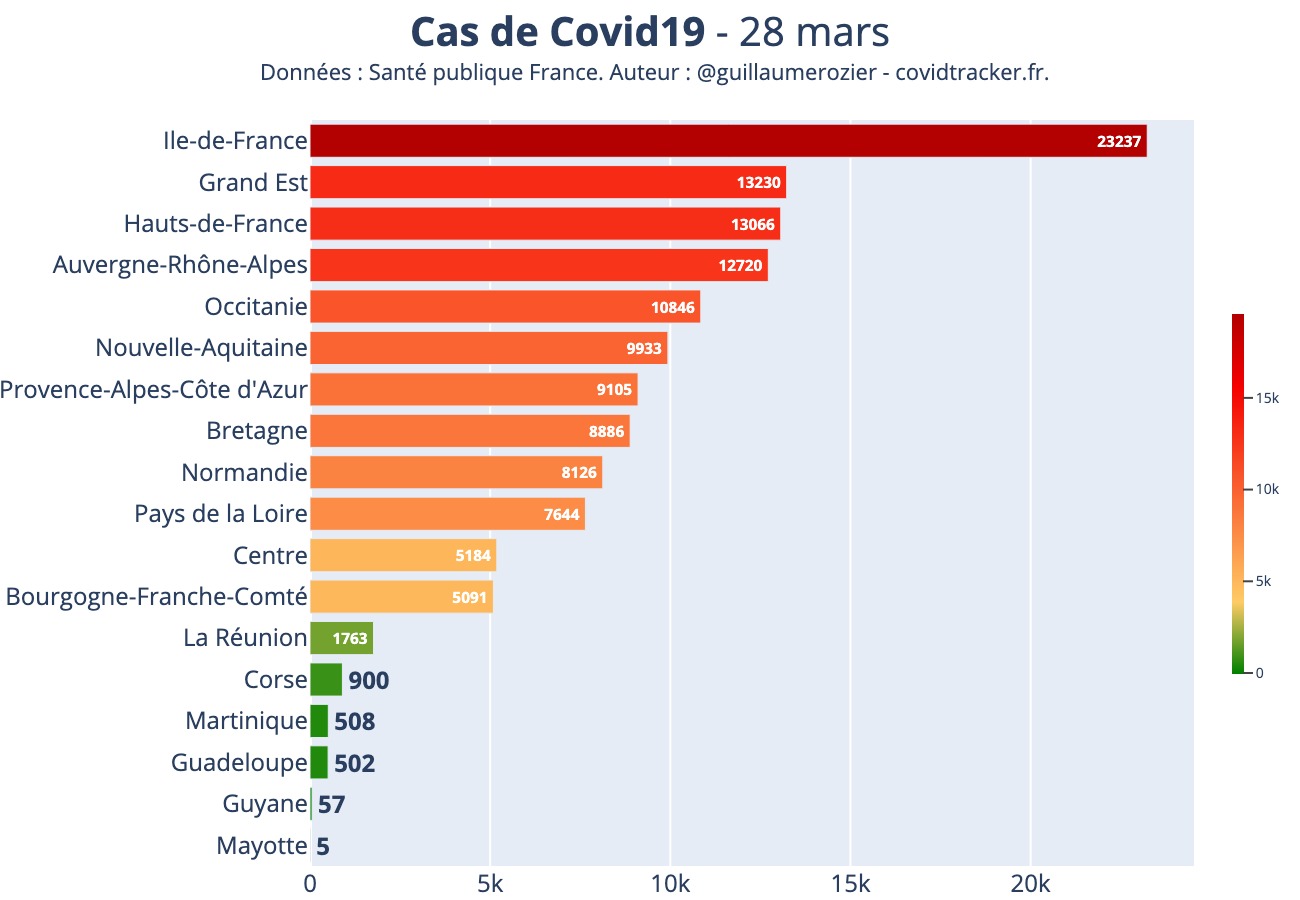 Cas de Covid19 - 28 mars
Données : Santé publique France. Auteur : @guillaumerozier - covidtracker.fr.
Ile-de-France 23237
Grand Est 13230
Hauts-de-France 13066
Auvergne-Rhône-Alpes 12720
Occitanie 10846
Nouvelle-Aquitaine 9933
Provence-Alpes-Côte d'Azur 9105
Bretagne 8886
Normandie 8126
Pays de la Loire 7644
Centre 5184
Bourgogne-Franche-Comté 5091
La Réunion 1763
Corse 900
Martinique 508
Guadeloupe 502
Guyane 57
Mayotte 5
0 5k 10k 15k 20k
15k
10k
5k
0